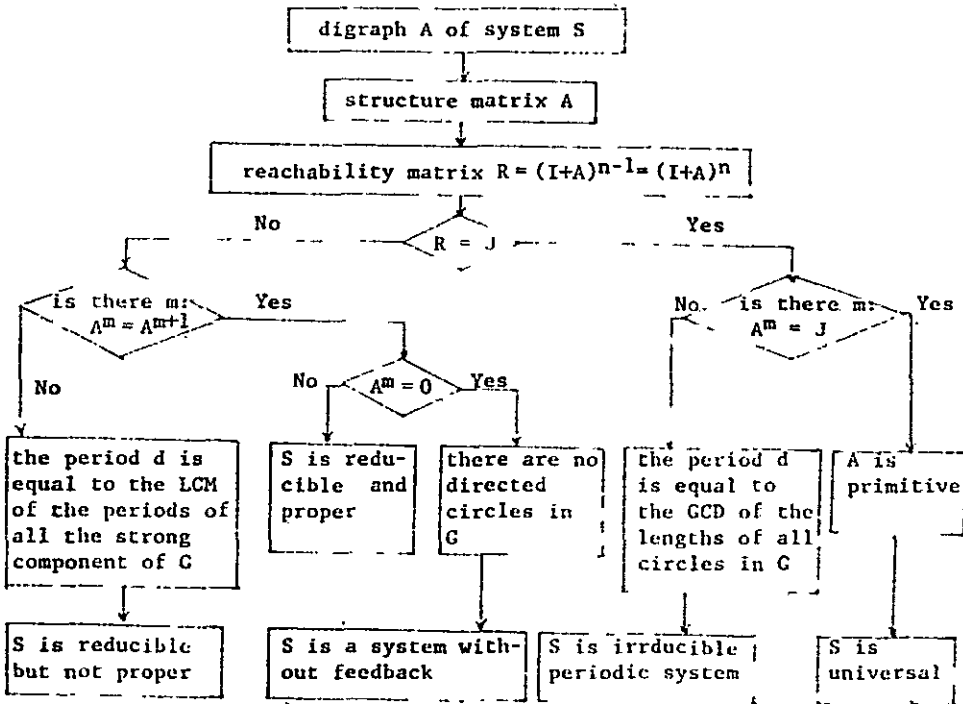 digraph A of system S
structure matrix A
reachability matrix R = (I+A)ⁿ⁻¹= (I+A)ⁿ
No
R = J
Yes
is there m:
Aᵐ = Aᵐ⁺¹
Yes
No
No
Aᵐ = 0
Yes
No
is there m:
Aᵐ = J
Yes
the period d is
equal to the LCM
of the periods of
all the strong
component of G
S is redu-
cible and
proper
there are no
directed
circles in
G
the period d
is equal to
the GCD of the
lengths of all
circles in G
A is
primitive
S is reducible
but not proper
S is a system with-
out feedback
S is irrducible
periodic system
S is
universal